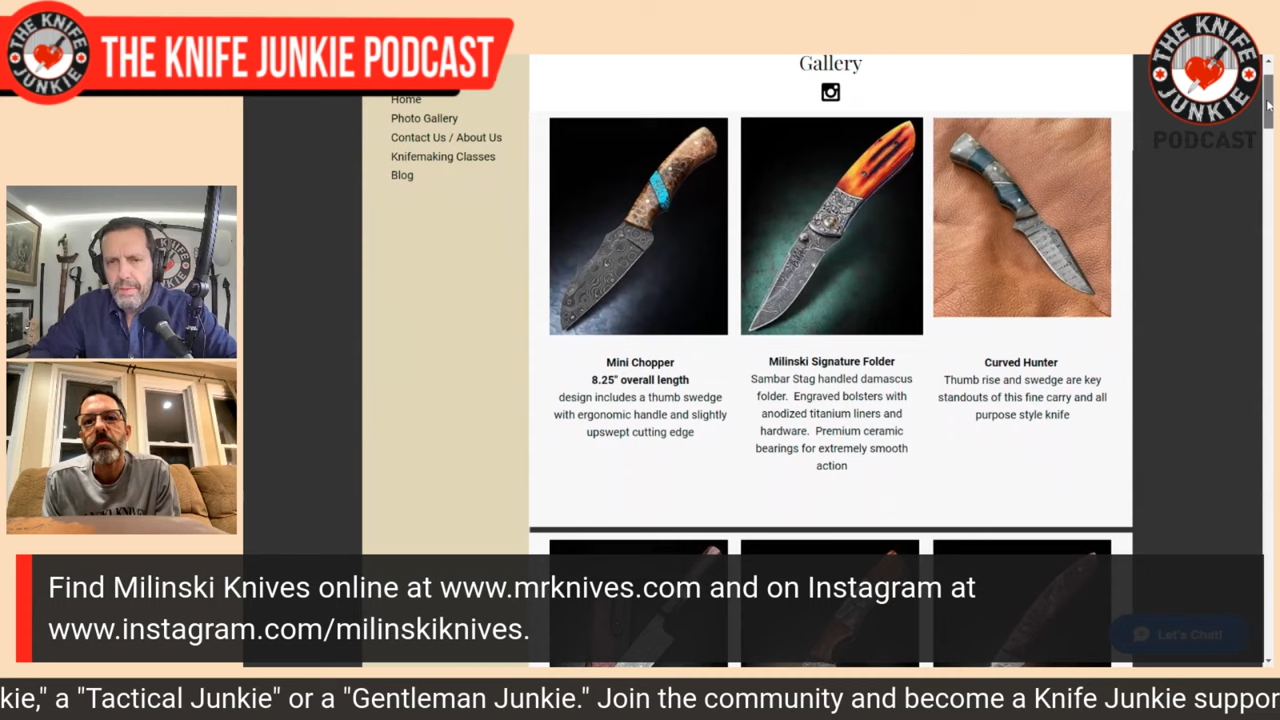 THE KNIFE
JUNKIE
THE KNIFE JUNKIE PODCAST
THE KNIFE
JUNKIE
PODCAST
Home
Photo Gallery
Contact Us / About Us
Knifemaking Classes
Blog
Gallery
Mini Chopper
8.25" overall length
design includes a thumb swedge
with ergonomic handle and slightly
upswept cutting edge
Milinski Signature Folder
Sambar Stag handled damascus
folder. Engraved bolsters with
anodized titanium liners and
hardware. Premium ceramic
bearings for extremely smooth
action
Curved Hunter
Thumb rise and swedge are key
standouts of this fine carry and all
purpose style knife
Find Milinski Knives online at www.mrknives.com and on Instagram at
www.instagram.com/milinskiknives.
Let's Chat!
kie," a "Tactical Junkie" or a "Gentleman Junkie." Join the community and become a Knife Junkie suppor